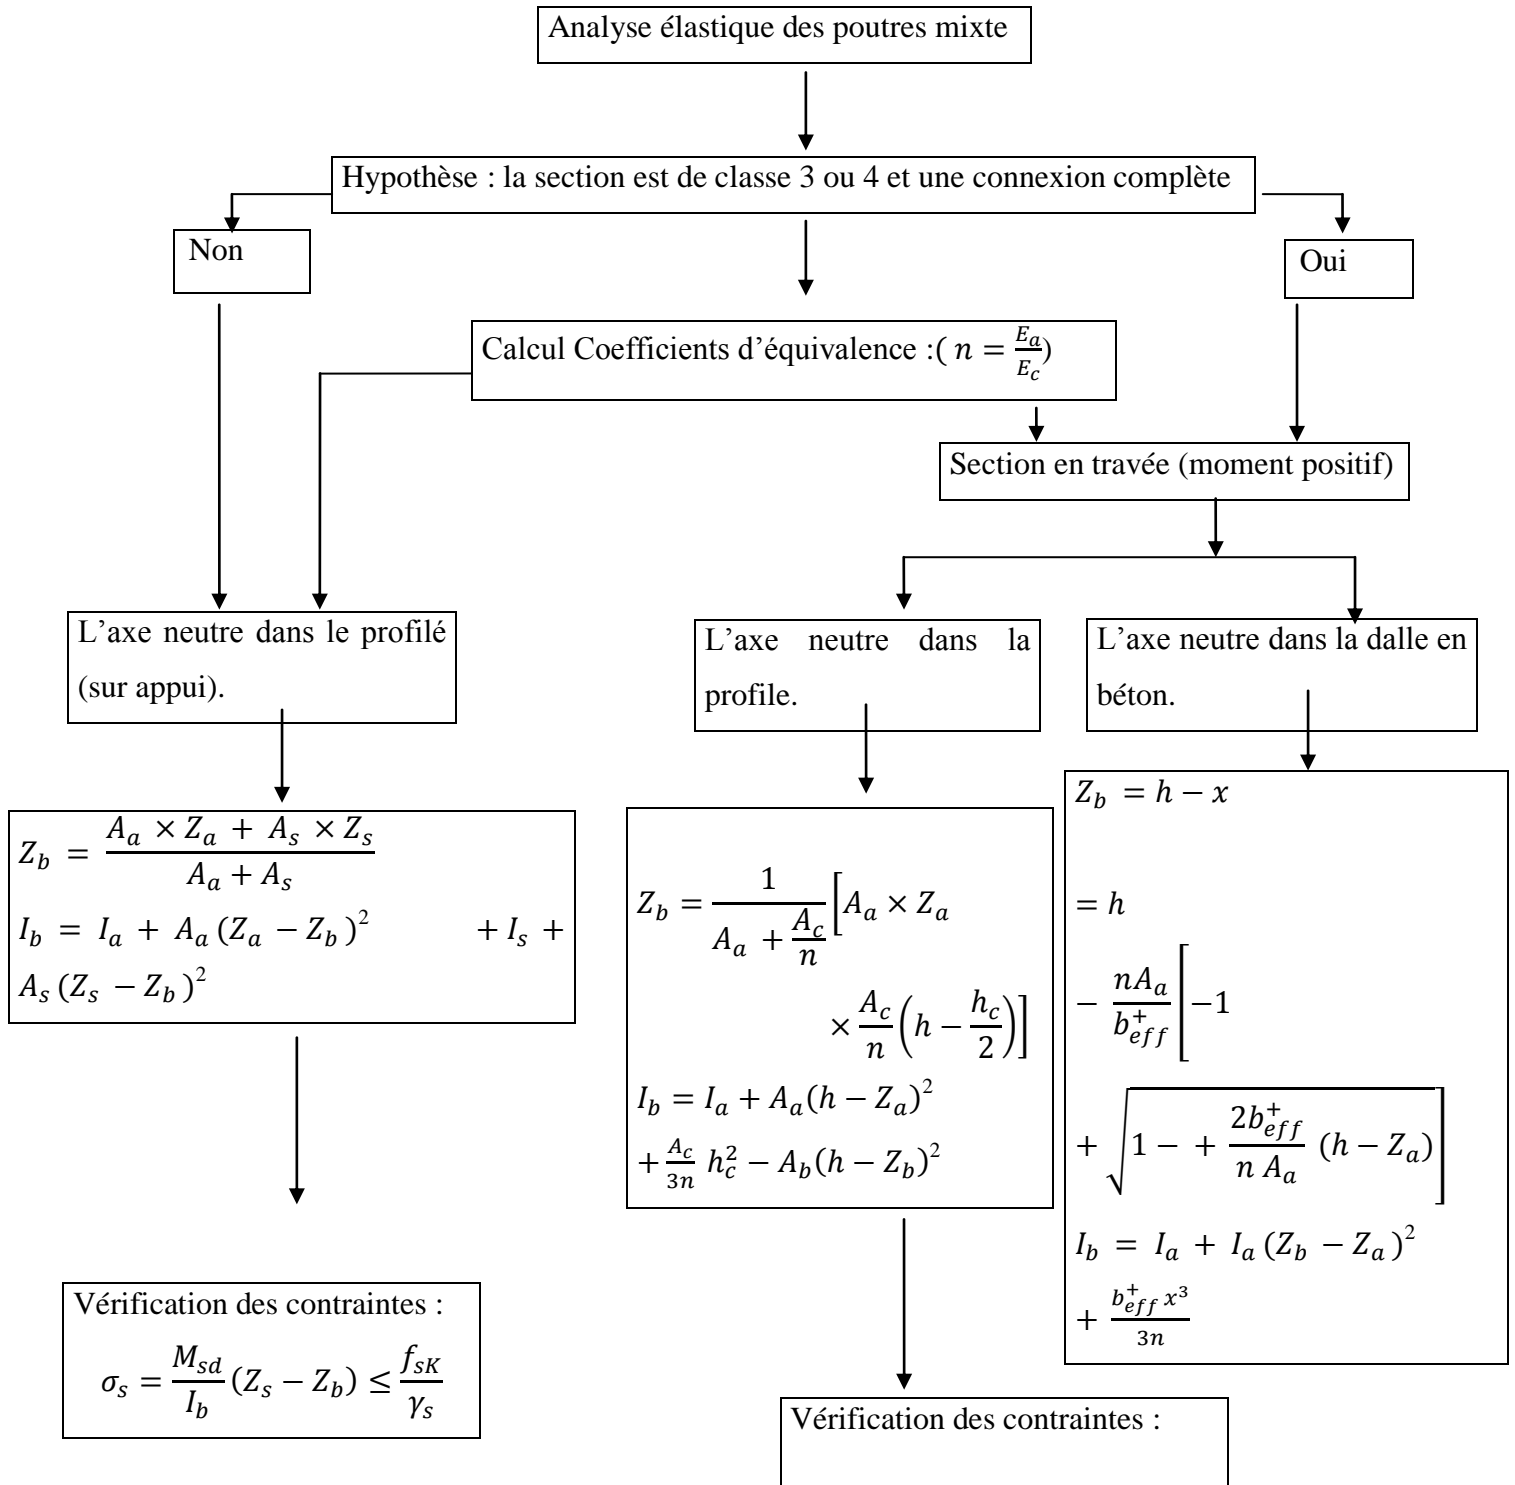 Analyse élastique des poutres mixte
Hypothèse : la section est de classe 3 ou 4 et une connexion complète
Non
Oui
Calcul Coefficients d’équivalence :( n = E_a/E_c)
Section en travée (moment positif)
L’axe neutre dans le profilé
(sur appui).
L’axe neutre dans la
profile.
L’axe neutre dans la dalle en
béton.
Z_b = (A_a × Z_a + A_s × Z_s)/(A_a + A_s)
I_b = I_a + A_a (Z_a − Z_b)² + I_s +
A_s (Z_s − Z_b)²
Z_b = 1/(A_a + A_c/n) [A_a × Z_a
× A_c/n (h − h_c/2)]
I_b = I_a + A_a(h − Z_a)²
+ A_c/3n h_c² − A_b(h − Z_b)²
Z_b = h − x
= h
− nA_a/b_eff^+ [−1
+ √(1 − + 2b_eff^+/(n A_a) (h − Z_a))]
I_b = I_a + I_a (Z_b − Z_a)²
+ b_eff^+ x³/3n
Vérification des contraintes :
σ_s = M_sd/I_b (Z_s − Z_b) ≤ f_sK/γ_s
Vérification des contraintes :